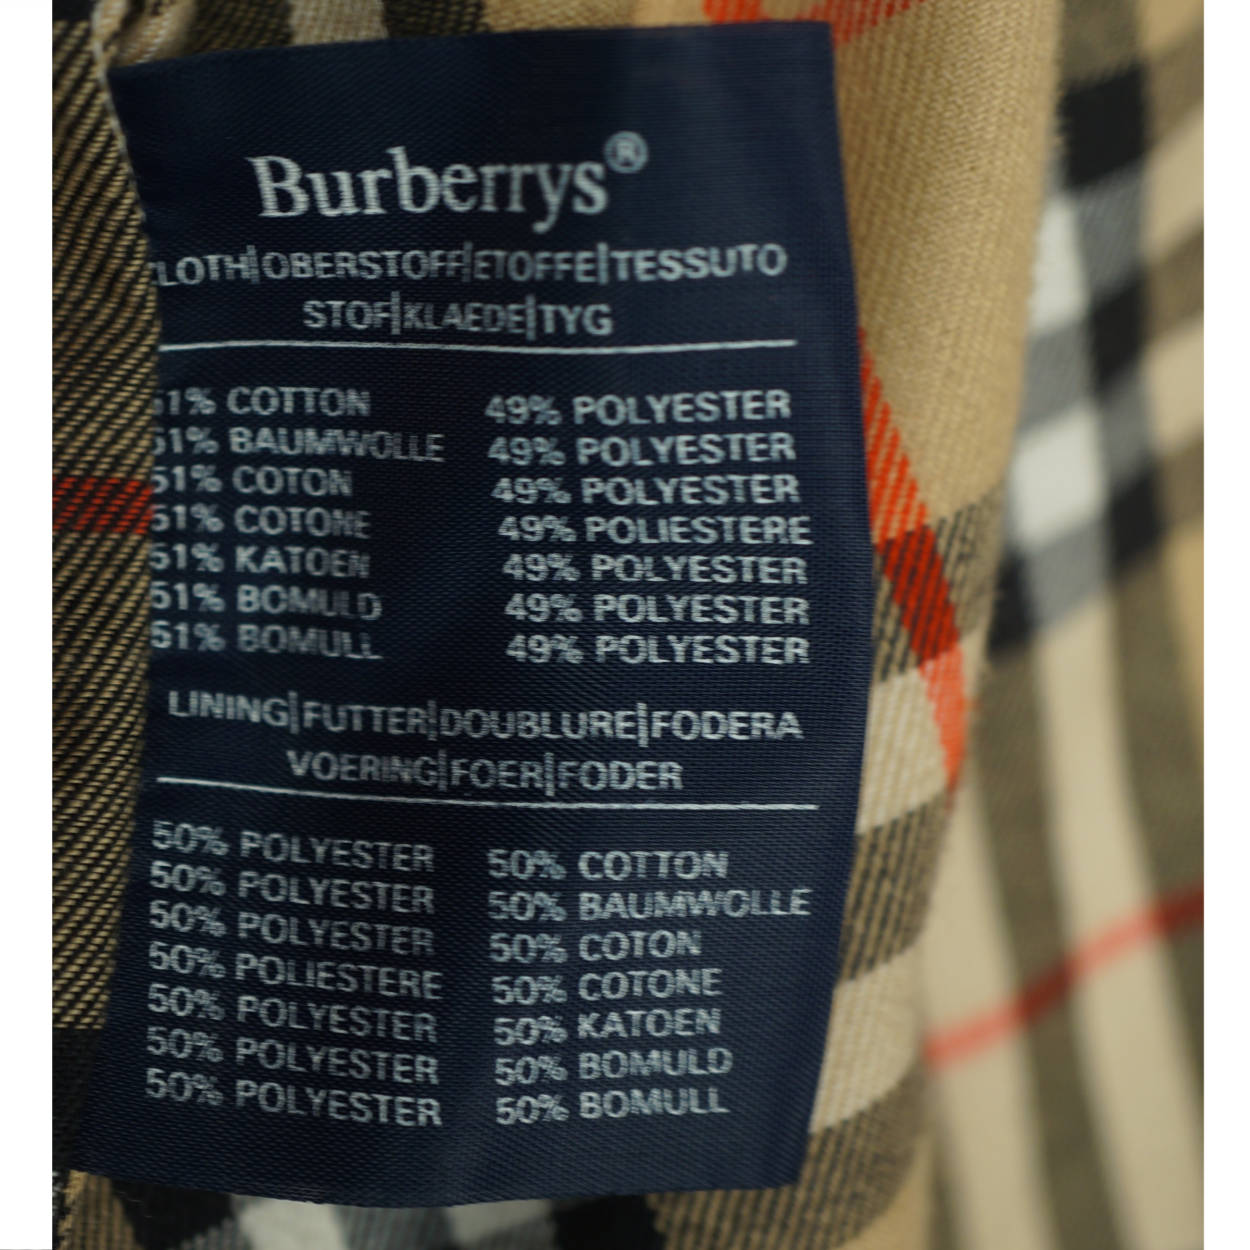 Burberrys®
CLOTH|OBERSTOFF|ETOFFE|TESSUTO
STOF|KLAEDE|TYG
51% COTTON 49% POLYESTER
51% BAUMWOLLE 49% POLYESTER
51% COTON 49% POLYESTER
51% COTONE 49% POLIESTERE
51% KATOEN 49% POLYESTER
51% BOMULD 49% POLYESTER
51% BOMULL 49% POLYESTER
LINING|FUTTER|DOUBLURE|FODERA
VOERING|FOER|FODER
50% POLYESTER 50% COTTON
50% POLYESTER 50% BAUMWOLLE
50% POLYESTER 50% COTON
50% POLIESTERE 50% COTONE
50% POLYESTER 50% KATOEN
50% POLYESTER 50% BOMULD
50% POLYESTER 50% BOMULL